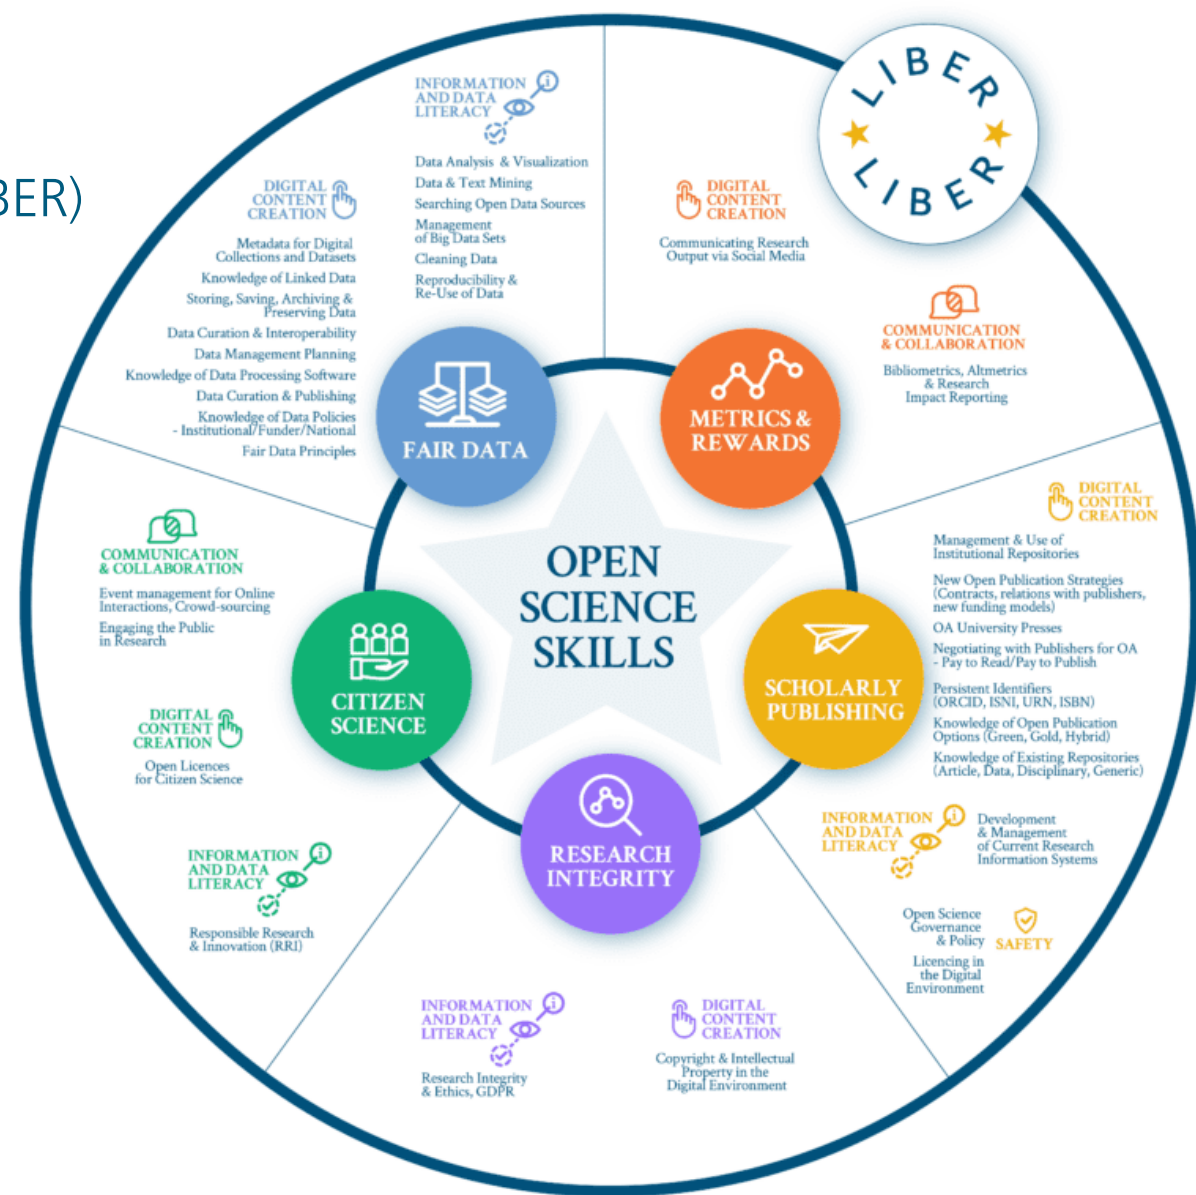 BER)
LIBER
LIBER
INFORMATION
AND DATA
LITERACY
Data Analysis & Visualization
Data & Text Mining
Searching Open Data Sources
Management
of Big Data Sets
Cleaning Data
Reproducibility &
Re-Use of Data
DIGITAL
CONTENT
CREATION
Metadata for Digital
Collections and Datasets
Knowledge of Linked Data
Storing, Saving, Archiving &
Preserving Data
Data Curation & Interoperability
Data Management Planning
Knowledge of Data Processing Software
Data Curation & Publishing
Knowledge of Data Policies
- Institutional/Funder/National
Fair Data Principles
FAIR DATA
DIGITAL
CONTENT
CREATION
Communicating Research
Output via Social Media
COMMUNICATION
& COLLABORATION
Bibliometrics, Altmetrics
& Research
Impact Reporting
METRICS &
REWARDS
OPEN
SCIENCE
SKILLS
DIGITAL
CONTENT
CREATION
Management & Use of
Institutional Repositories
New Open Publication Strategies
(Contracts, relations with publishers,
new funding models)
OA University Presses
Negotiating with Publishers for OA
- Pay to Read/Pay to Publish
Persistent Identifiers
(ORCID, ISNI, URN, ISBN)
Knowledge of Open Publication
Options (Green, Gold, Hybrid)
Knowledge of Existing Repositories
(Article, Data, Disciplinary, Generic)
SCHOLARLY
PUBLISHING
INFORMATION
AND DATA
LITERACY
Development
& Management
of Current Research
Information Systems
Open Science
Governance
& Policy
Licencing in
the Digital
Environment
SAFETY
COMMUNICATION
& COLLABORATION
Event management for Online
Interactions, Crowd-sourcing
Engaging the Public
in Research
CITIZEN
SCIENCE
DIGITAL
CONTENT
CREATION
Open Licences
for Citizen Science
INFORMATION
AND DATA
LITERACY
Responsible Research
& Innovation (RRI)
RESEARCH
INTEGRITY
INFORMATION
AND DATA
LITERACY
Research Integrity
& Ethics, GDPR
DIGITAL
CONTENT
CREATION
Copyright & Intellectual
Property in the
Digital Environment